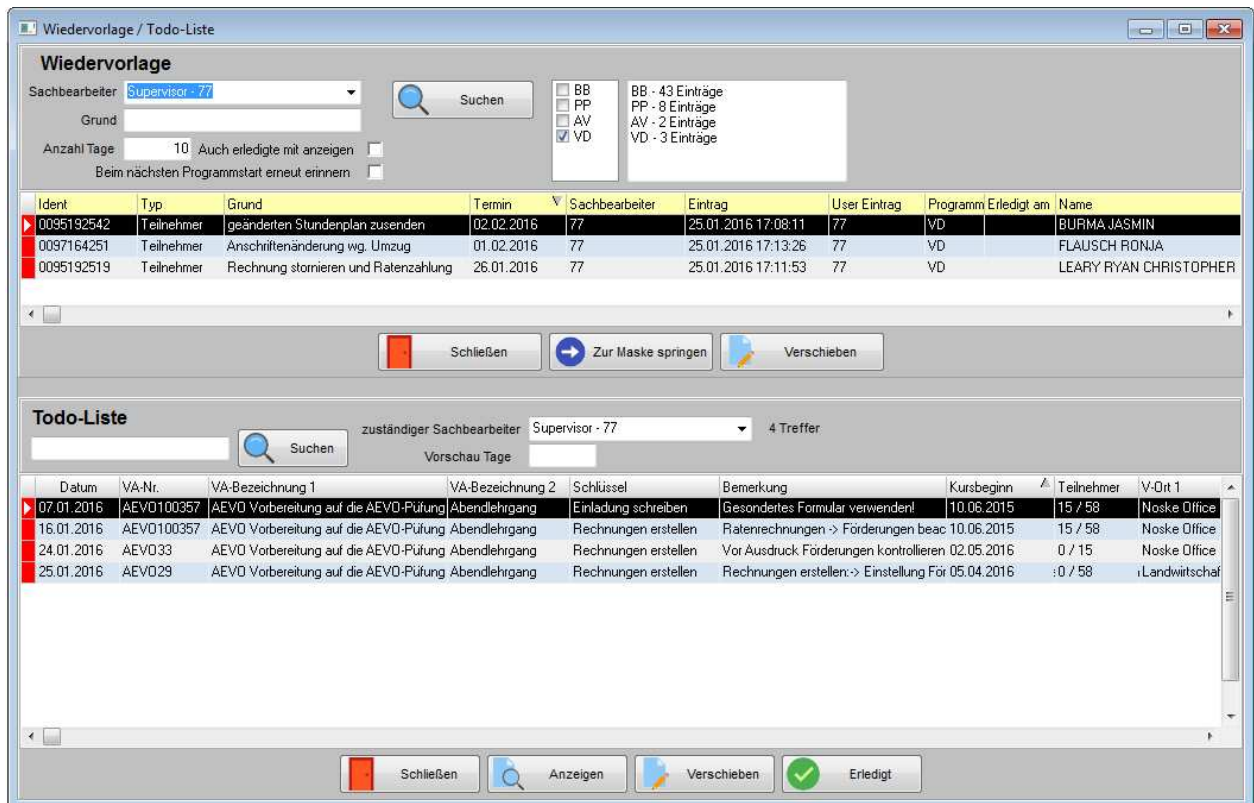 Wiedervorlage / Todo-Liste
Wiedervorlage
Sachbearbeiter Supervisor - 77
Suchen
Grund
Anzahl Tage 10 Auch erledigte mit anzeigen
Beim nächsten Programmstart erneut erinnern
BB
PP
AV
VD
BB - 43 Einträge
PP - 8 Einträge
AV - 2 Einträge
VD - 3 Einträge
Ident Typ Grund Termin Sachbearbeiter Eintrag User Eintrag Programm Erledigt am Name
0095192542 Teilnehmer geänderten Stundenplan zusenden 02.02.2016 77 25.01.2016 17:08:11 77 VD BURMA JASMIN
0097164251 Teilnehmer Anschriftenänderung wg. Umzug 01.02.2016 77 25.01.2016 17:13:26 77 VD FLAUSCH RONJA
0095192519 Teilnehmer Rechnung stornieren und Ratenzahlung 26.01.2016 77 25.01.2016 17:11:53 77 VD LEARY RYAN CHRISTOPHER
Schließen Zur Maske springen Verschieben
Todo-Liste
Suchen
zuständiger Sachbearbeiter Supervisor - 77 4 Treffer
Vorschau Tage
Datum VA-Nr. VA-Bezeichnung 1 VA-Bezeichnung 2 Schlüssel Bemerkung Kursbeginn Teilnehmer V-Ort 1
07.01.2016 AEVO100357 AEVO Vorbereitung auf die AEVO-Püfung Abendlehrgang Einladung schreiben Gesondertes Formular verwenden! 10.06.2015 15 / 58 Noske Office
16.01.2016 AEVO100357 AEVO Vorbereitung auf die AEVO-Püfung Abendlehrgang Rechnungen erstellen Ratenrechnungen -> Förderungen beac 10.06.2015 15 / 58 Noske Office
24.01.2016 AEVO33 AEVO Vorbereitung auf die AEVO-Püfung Abendlehrgang Rechnungen erstellen Vor Ausdruck Förderungen kontrollieren 02.05.2016 0 / 15 Noske Office
25.01.2016 AEVO29 AEVO Vorbereitung auf die AEVO-Püfung Abendlehrgang Rechnungen erstellen Rechnungen erstellen:-> Einstellung För 05.04.2016 0 / 58 Landwirtschaf
Schließen Anzeigen Verschieben Erledigt